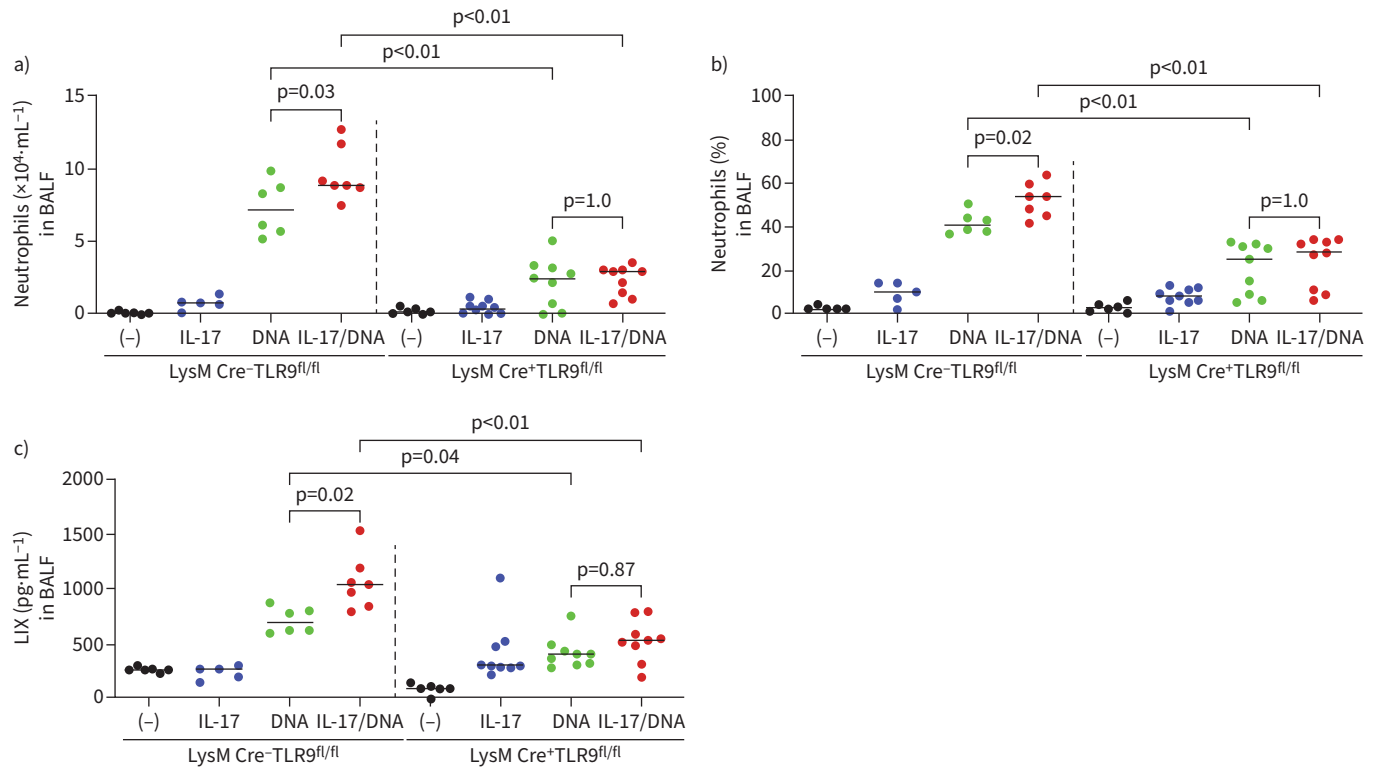 a)
p<0.01
p<0.01
p=0.03
p=1.0
Neutrophils (×10⁴·mL⁻¹)
in BALF
15
10
5
0
(–) IL-17 DNA IL-17/DNA (–) IL-17 DNA IL-17/DNA
LysM Cre⁻TLR9fl/fl LysM Cre⁺TLR9fl/fl
b)
p<0.01
p<0.01
p=0.02
p=1.0
Neutrophils (%)
in BALF
100
80
60
40
20
0
(–) IL-17 DNA IL-17/DNA (–) IL-17 DNA IL-17/DNA
LysM Cre⁻TLR9fl/fl LysM Cre⁺TLR9fl/fl
c)
p<0.01
p=0.04
p=0.02
p=0.87
LIX (pg·mL⁻¹)
in BALF
2000
1500
1000
500
0
(–) IL-17 DNA IL-17/DNA (–) IL-17 DNA IL-17/DNA
LysM Cre⁻TLR9fl/fl LysM Cre⁺TLR9fl/fl